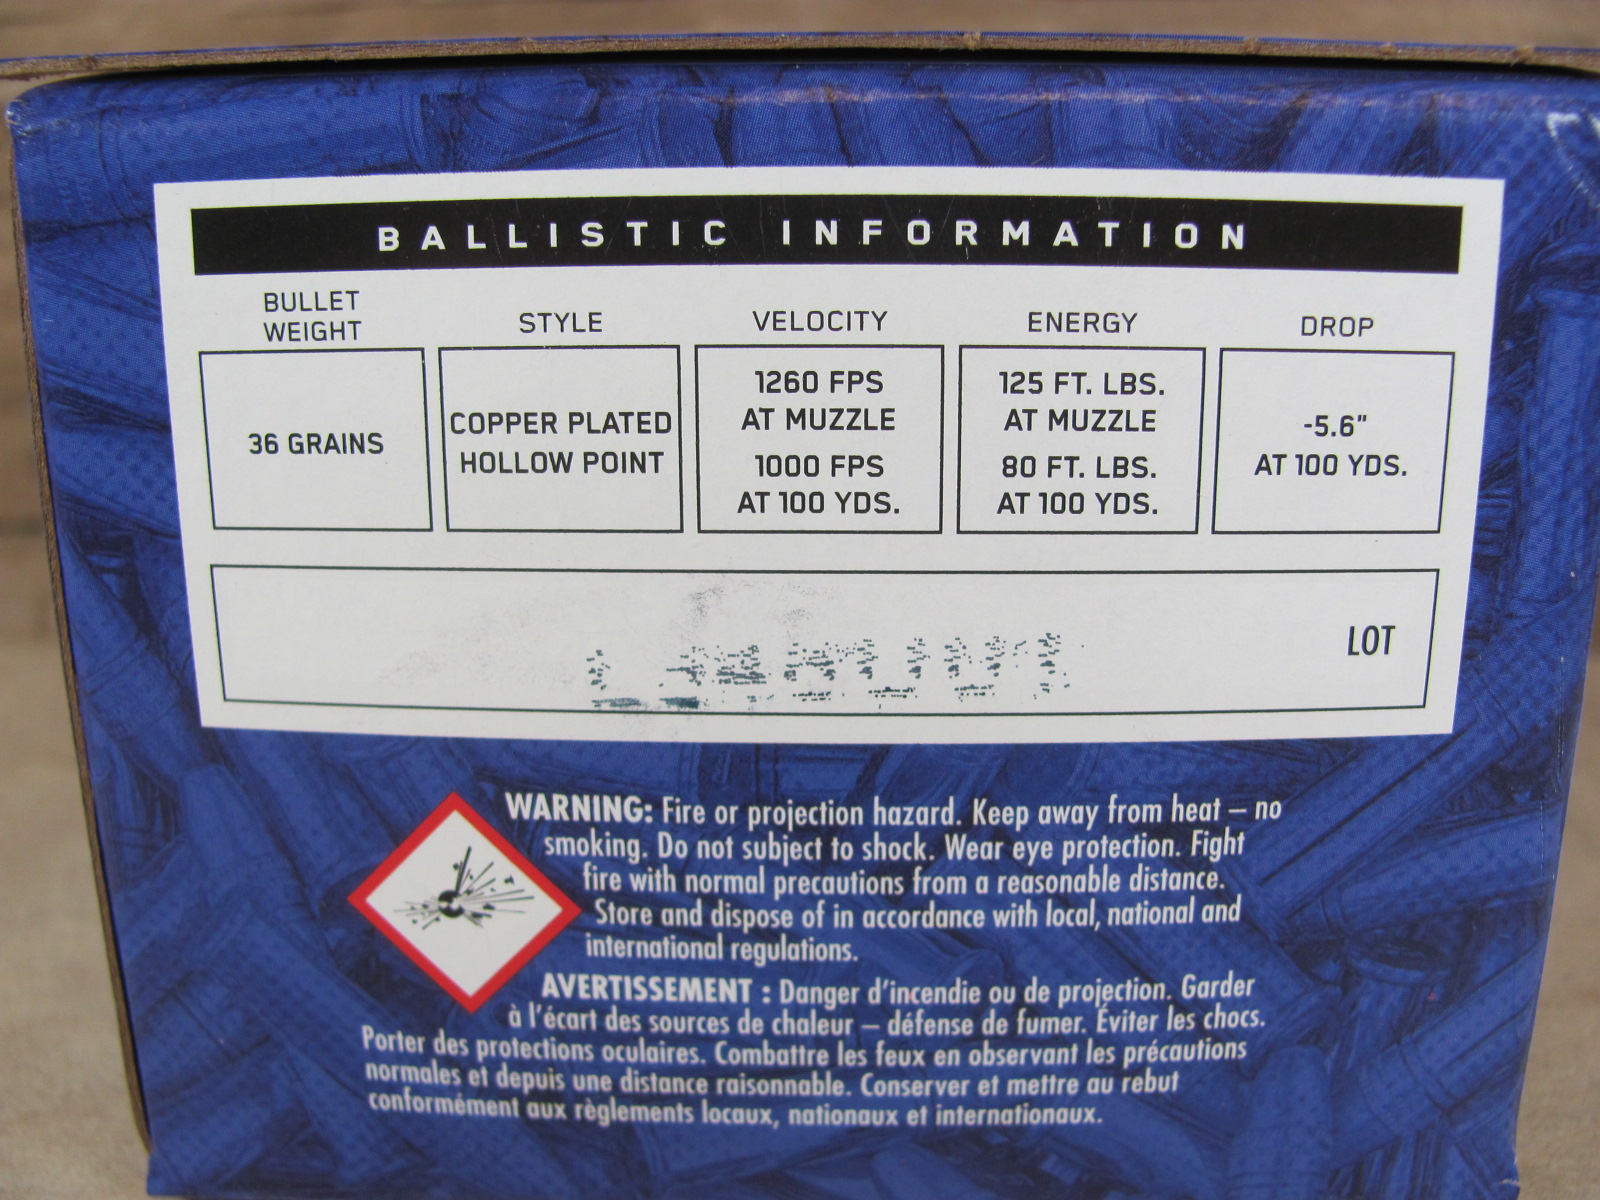 BALLISTIC INFORMATION
BULLET
WEIGHT
STYLE
VELOCITY
ENERGY
DROP
36 GRAINS
COPPER PLATED
HOLLOW POINT
1260 FPS
AT MUZZLE
1000 FPS
AT 100 YDS.
125 FT. LBS.
AT MUZZLE
80 FT. LBS.
AT 100 YDS.
-5.6"
AT 100 YDS.
LOT
WARNING: Fire or projection hazard. Keep away from heat – no
smoking. Do not subject to shock. Wear eye protection. Fight
fire with normal precautions from a reasonable distance.
Store and dispose of in accordance with local, national and
international regulations.
AVERTISSEMENT : Danger d'incendie ou de projection. Garder
à l'écart des sources de chaleur – défense de fumer. Éviter les chocs.
Porter des protections oculaires. Combattre les feux en observant les précautions
normales et depuis une distance raisonnable. Conserver et mettre au rebut
conformément aux règlements locaux, nationaux et internationaux.